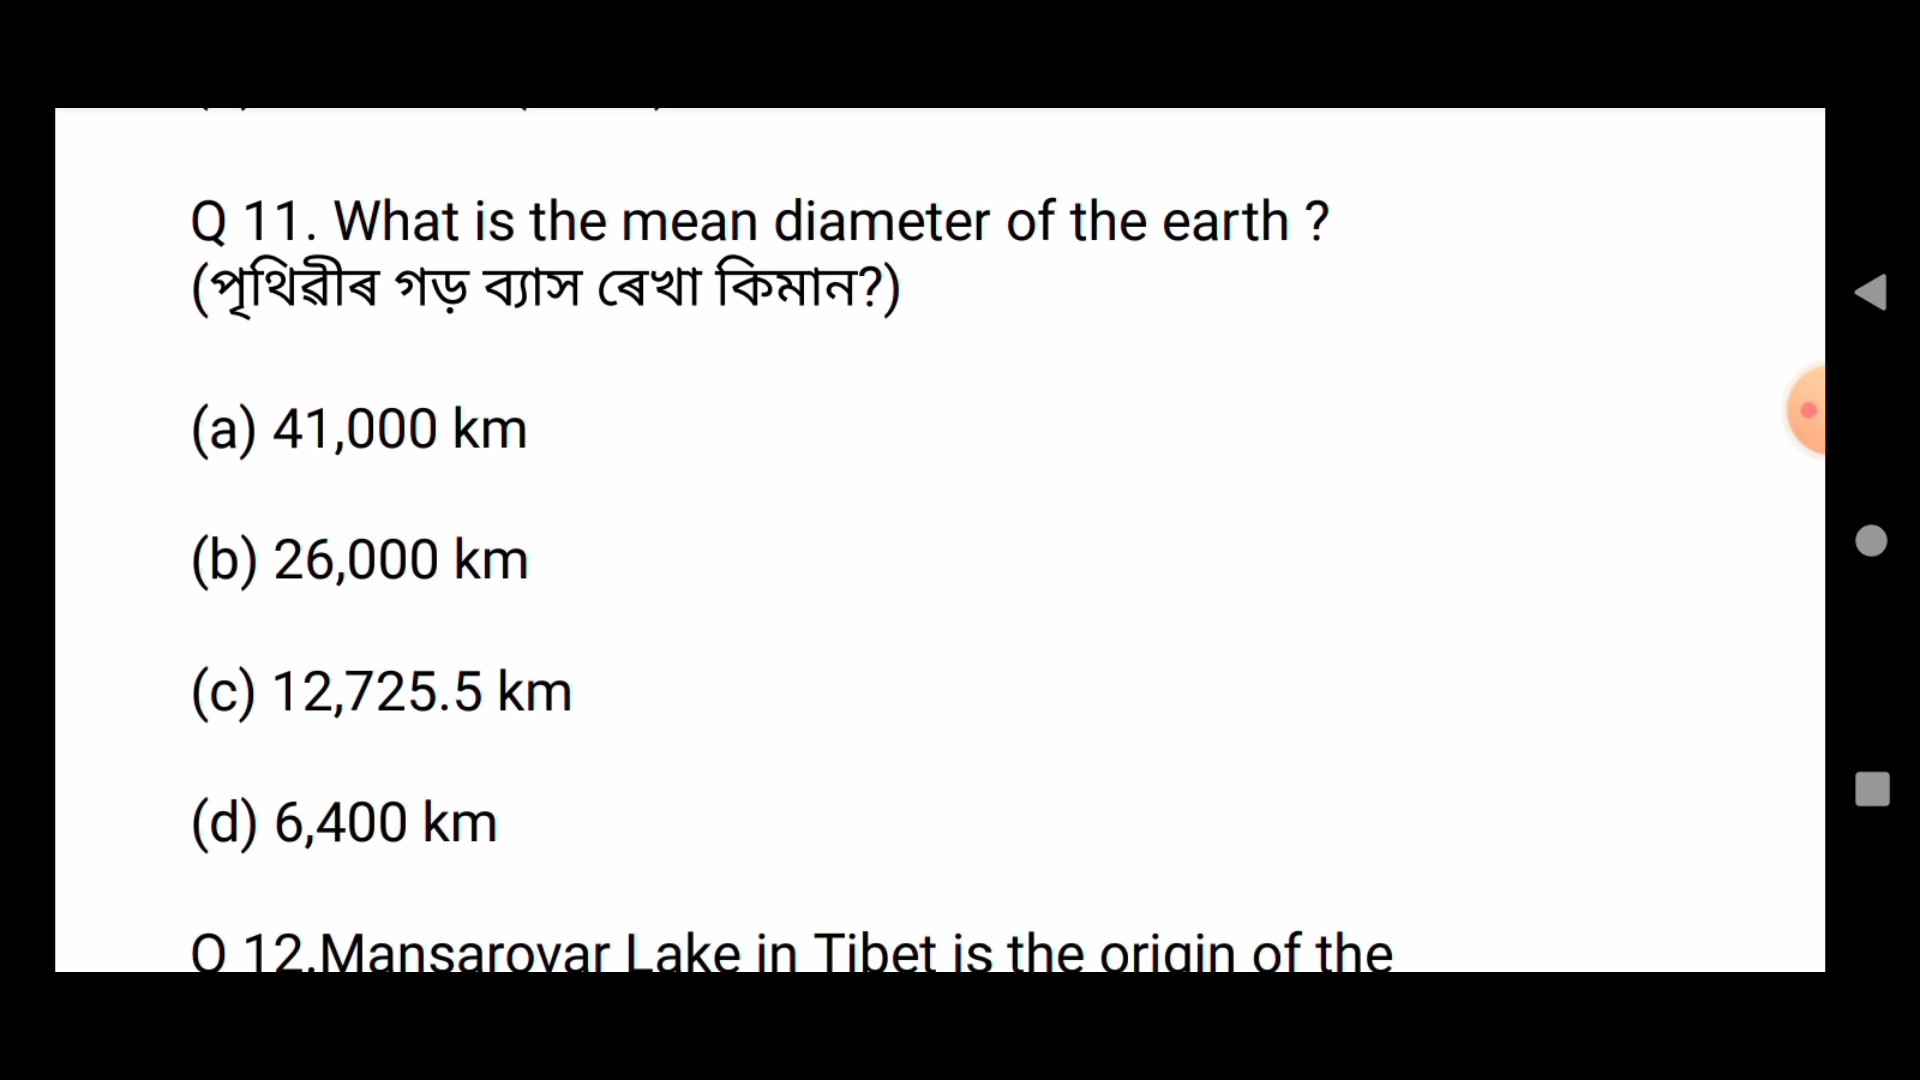 Q 11. What is the mean diameter of the earth ?
(পৃথিৱীৰ গড় ব্যাস ৰেখা কিমান?)
(a) 41,000 km
(b) 26,000 km
(c) 12,725.5 km
(d) 6,400 km
Q 12.Mansarovar Lake in Tibet is the origin of the